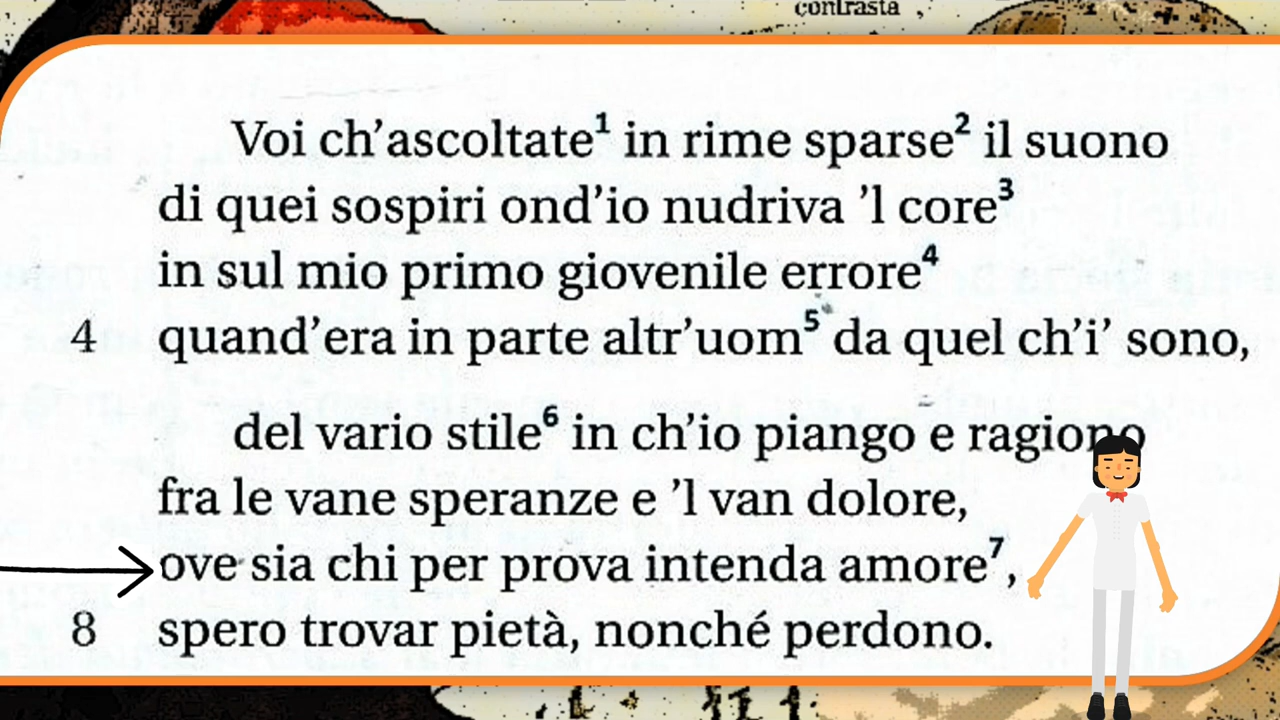 contrasta ,
Voi ch’ascoltate¹ in rime sparse² il suono
di quei sospiri ond’io nudriva ’l core³
in sul mio primo giovenile errore⁴
4 quand’era in parte altr’uom⁵ da quel ch’i’ sono,
del vario stile⁶ in ch’io piango e ragiono
fra le vane speranze e ’l van dolore,
ove sia chi per prova intenda amore⁷,
8 spero trovar pietà, nonché perdono.